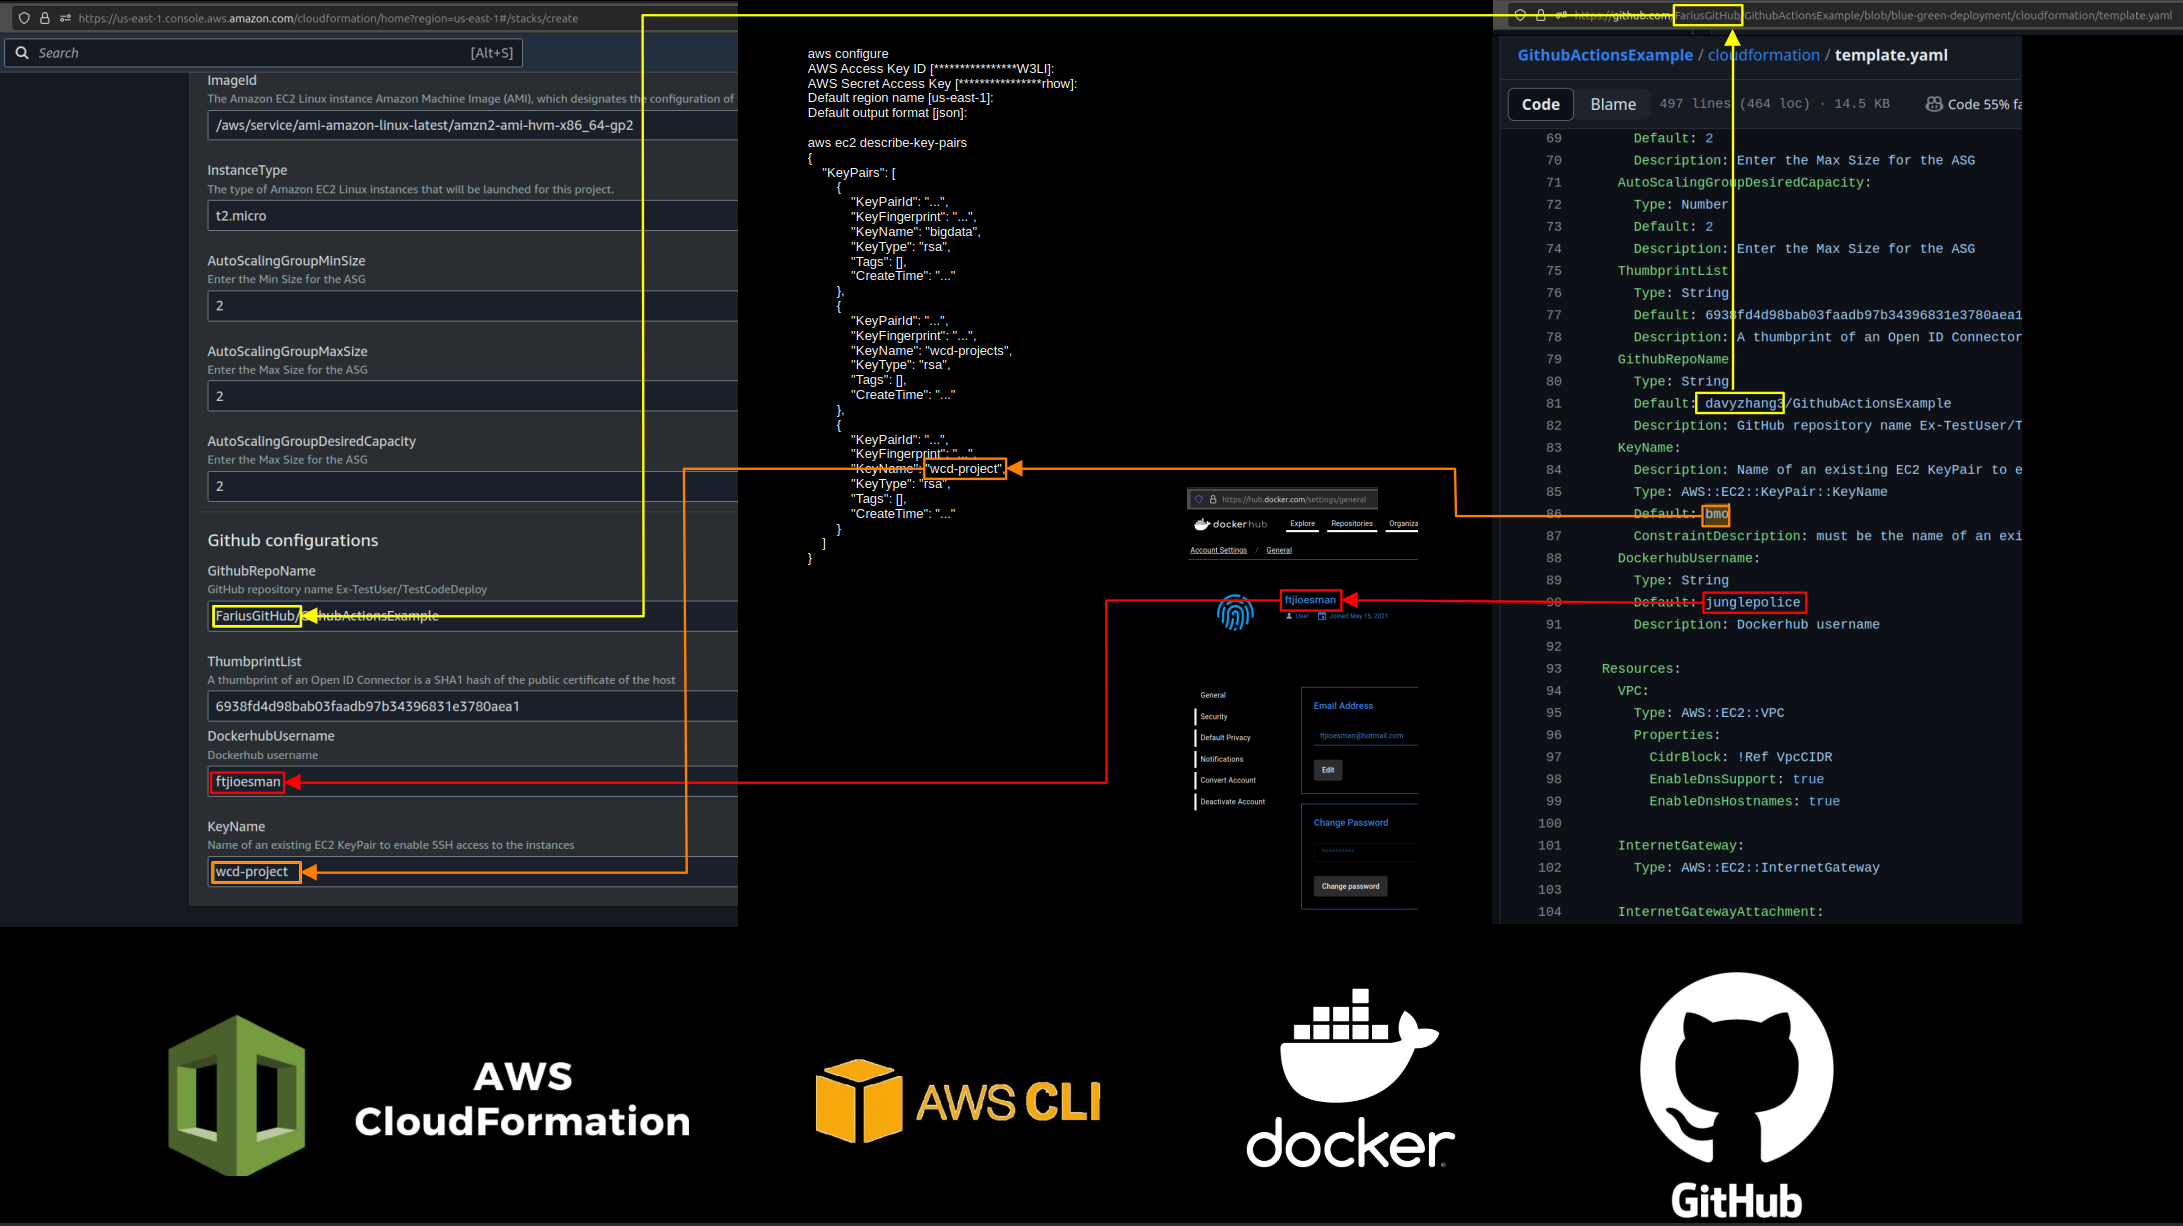 https://us-east-1.console.aws.amazon.com/cloudformation/home?region=us-east-1#/stacks/create
Search
[Alt+S]
ImageId
The Amazon EC2 Linux instance Amazon Machine Image (AMI), which designates the configuration of
/aws/service/ami-amazon-linux-latest/amzn2-ami-hvm-x86_64-gp2
InstanceType
The type of Amazon EC2 Linux instances that will be launched for this project.
t2.micro
AutoScalingGroupMinSize
Enter the Min Size for the ASG
2
AutoScalingGroupMaxSize
Enter the Max Size for the ASG
2
AutoScalingGroupDesiredCapacity
Enter the Max Size for the ASG
2
Github configurations
GithubRepoName
GitHub repository name Ex-TestUser/TestCodeDeploy
FariusGitHub/GithubActionsExample
ThumbprintList
A thumbprint of an Open ID Connector is a SHA1 hash of the public certificate of the host
6938fd4d98bab03faadb97b34396831e3780aea1
DockerhubUsername
Dockerhub username
ftjioesman
KeyName
Name of an existing EC2 KeyPair to enable SSH access to the instances
wcd-project
aws configure
AWS Access Key ID [****************W3LI]:
AWS Secret Access Key [****************rhow]:
Default region name [us-east-1]:
Default output format [json]:
aws ec2 describe-key-pairs
{
"KeyPairs": [
{
"KeyPairId": "...",
"KeyFingerprint": "...",
"KeyName": "bigdata",
"KeyType": "rsa",
"Tags": [],
"CreateTime": "..."
},
{
"KeyPairId": "...",
"KeyFingerprint": "...",
"KeyName": "wcd-projects",
"KeyType": "rsa",
"Tags": [],
"CreateTime": "..."
},
{
"KeyPairId": "...",
"KeyFingerprint": "...",
"KeyName": "wcd-project",
"KeyType": "rsa",
"Tags": [],
"CreateTime": "..."
}
]
}
https://hub.docker.com/settings/general
dockerhub
Explore
Repositories
Organiza
Account Settings / General
ftjioesman
User
Joined May 15, 2021
General
Security
Default Privacy
Notifications
Convert Account
Deactivate Account
Email Address
ftjioesman@hotmail.com
Edit
Change Password
**********
Change password
https://github.com/FariusGitHub/GithubActionsExample/blob/blue-green-deployment/cloudformation/template.yaml
GithubActionsExample / cloudformation / template.yaml
Code
Blame
497 lines (464 loc) · 14.5 KB
Code 55% fa
69 Default: 2
70 Description: Enter the Max Size for the ASG
71 AutoScalingGroupDesiredCapacity:
72 Type: Number
73 Default: 2
74 Description: Enter the Max Size for the ASG
75 ThumbprintList
76 Type: String
77 Default: 6938fd4d98bab03faadb97b34396831e3780aea1
78 Description: A thumbprint of an Open ID Connector
79 GithubRepoName
80 Type: String
81 Default: davyzhang3/GithubActionsExample
82 Description: GitHub repository name Ex-TestUser/T
83 KeyName:
84 Description: Name of an existing EC2 KeyPair to e
85 Type: AWS::EC2::KeyPair::KeyName
86 Default: bmo
87 ConstraintDescription: must be the name of an exi
88 DockerhubUsername:
89 Type: String
90 Default: junglepolice
91 Description: Dockerhub username
92
93 Resources:
94 VPC:
95 Type: AWS::EC2::VPC
96 Properties:
97 CidrBlock: !Ref VpcCIDR
98 EnableDnsSupport: true
99 EnableDnsHostnames: true
100
101 InternetGateway:
102 Type: AWS::EC2::InternetGateway
103
104 InternetGatewayAttachment:
AWS
CloudFormation
AWS CLI
docker
GitHub